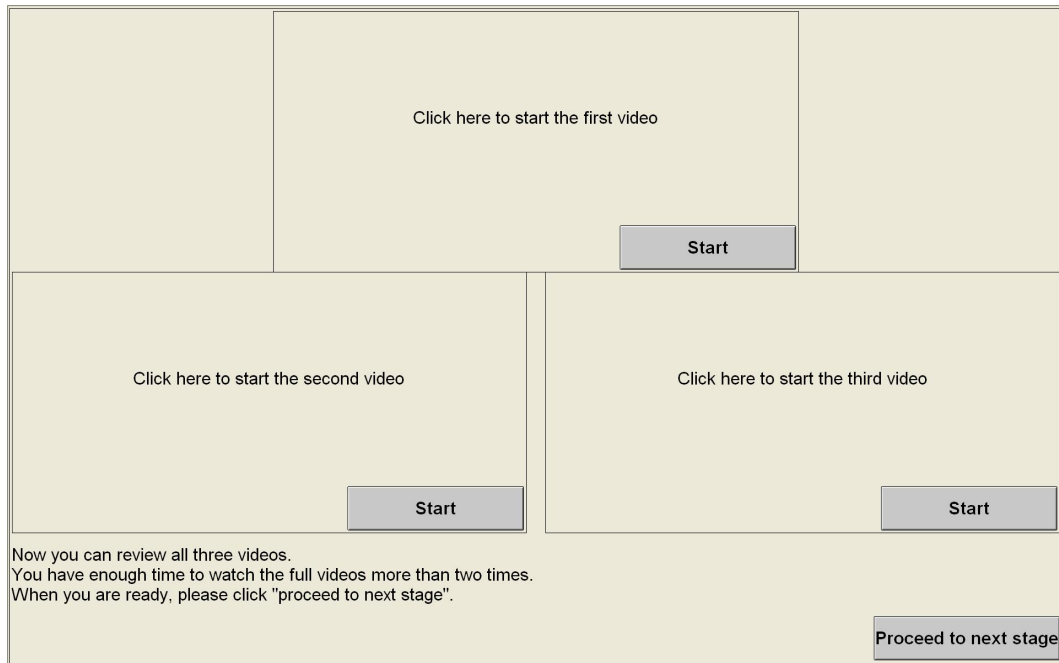 Click here to start the first video
Start
Click here to start the second video
Start
Click here to start the third video
Start
Now you can review all three videos.
You have enough time to watch the full videos more than two times.
When you are ready, please click "proceed to next stage".
Proceed to next stage